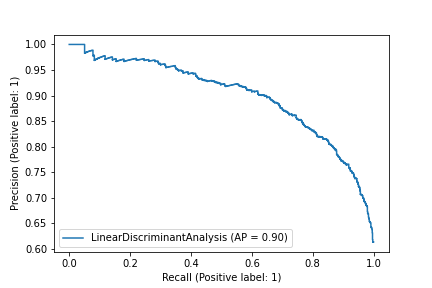 1.00
0.95
0.90
0.85
0.80
0.75
0.70
0.65
0.60
Precision (Positive label: 1)
LinearDiscriminantAnalysis (AP = 0.90)
0.0 0.2 0.4 0.6 0.8 1.0
Recall (Positive label: 1)